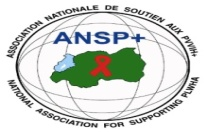 ASSOCIATION NATIONALE DE SOUTIEN AUX PVVIH+
ANSP+
NATIONAL ASSOCIATION FOR SUPPORTING PLWHA